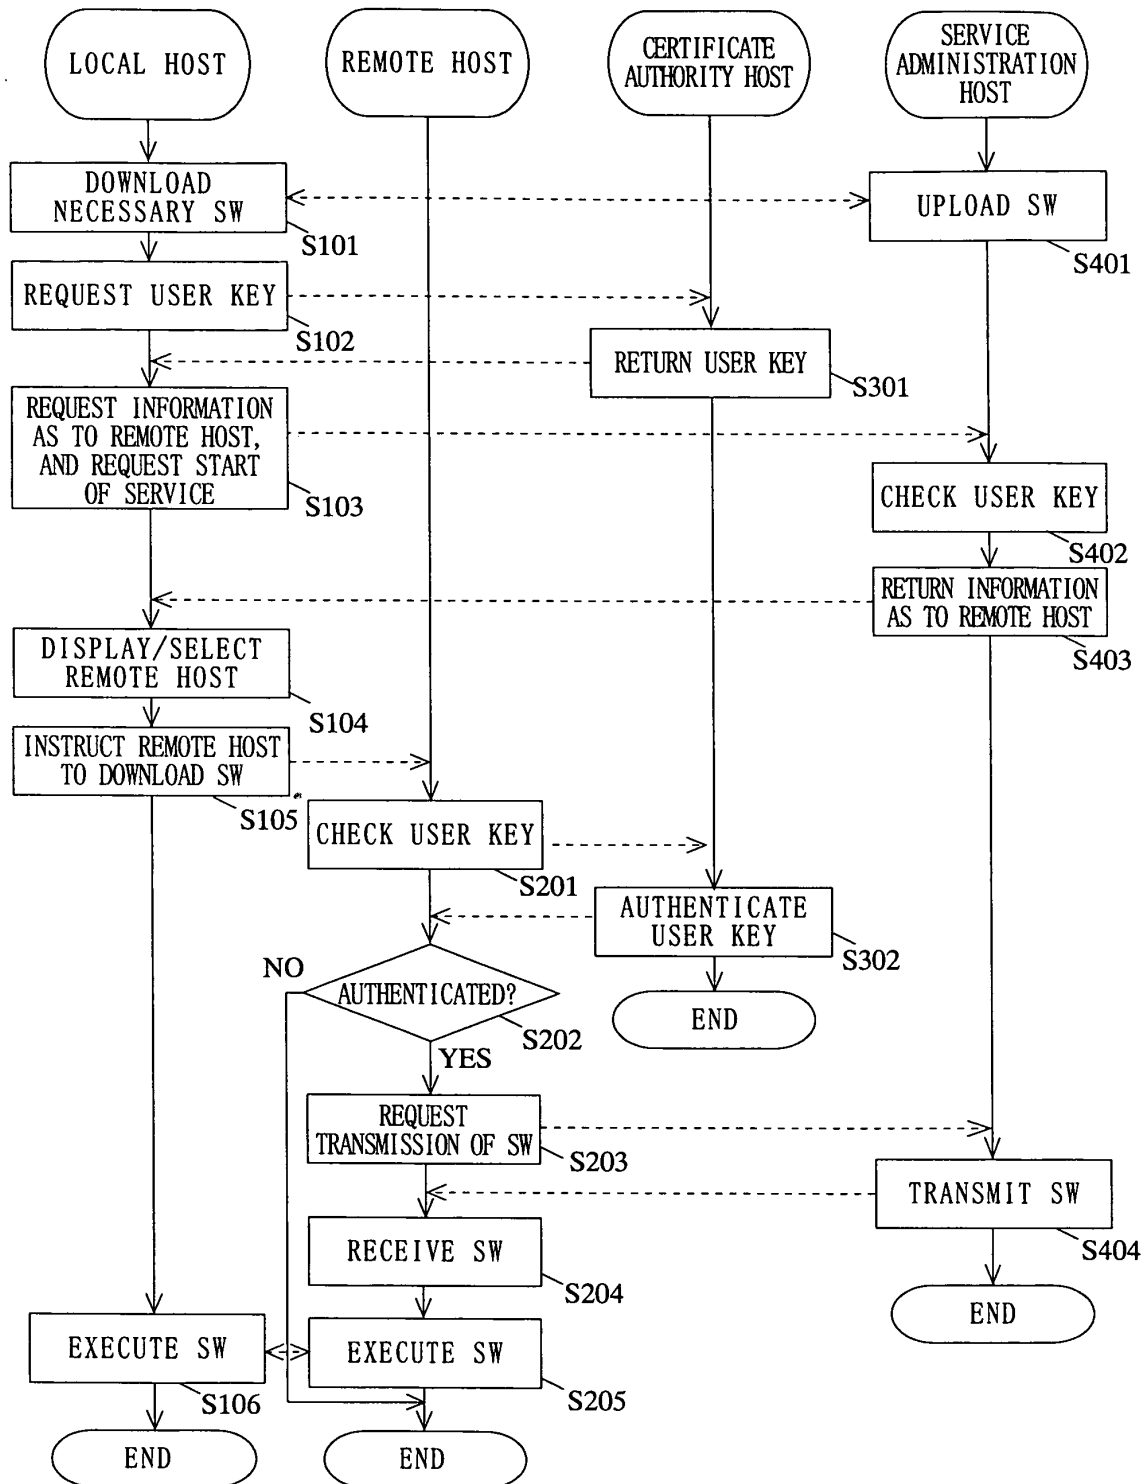 LOCAL HOST
REMOTE HOST
CERTIFICATE
AUTHORITY HOST
SERVICE
ADMINISTRATION
HOST
DOWNLOAD
NECESSARY SW
S101
UPLOAD SW
S401
REQUEST USER KEY
S102
RETURN USER KEY
S301
REQUEST INFORMATION
AS TO REMOTE HOST,
AND REQUEST START
OF SERVICE
S103
CHECK USER KEY
S402
RETURN INFORMATION
AS TO REMOTE HOST
S403
DISPLAY/SELECT
REMOTE HOST
S104
INSTRUCT REMOTE HOST
TO DOWNLOAD SW
S105
CHECK USER KEY
S201
AUTHENTICATE
USER KEY
S302
NO
AUTHENTICATED?
S202
END
YES
REQUEST
TRANSMISSION OF SW
S203
TRANSMIT SW
S404
RECEIVE SW
S204
END
EXECUTE SW
S106
EXECUTE SW
S205
END
END